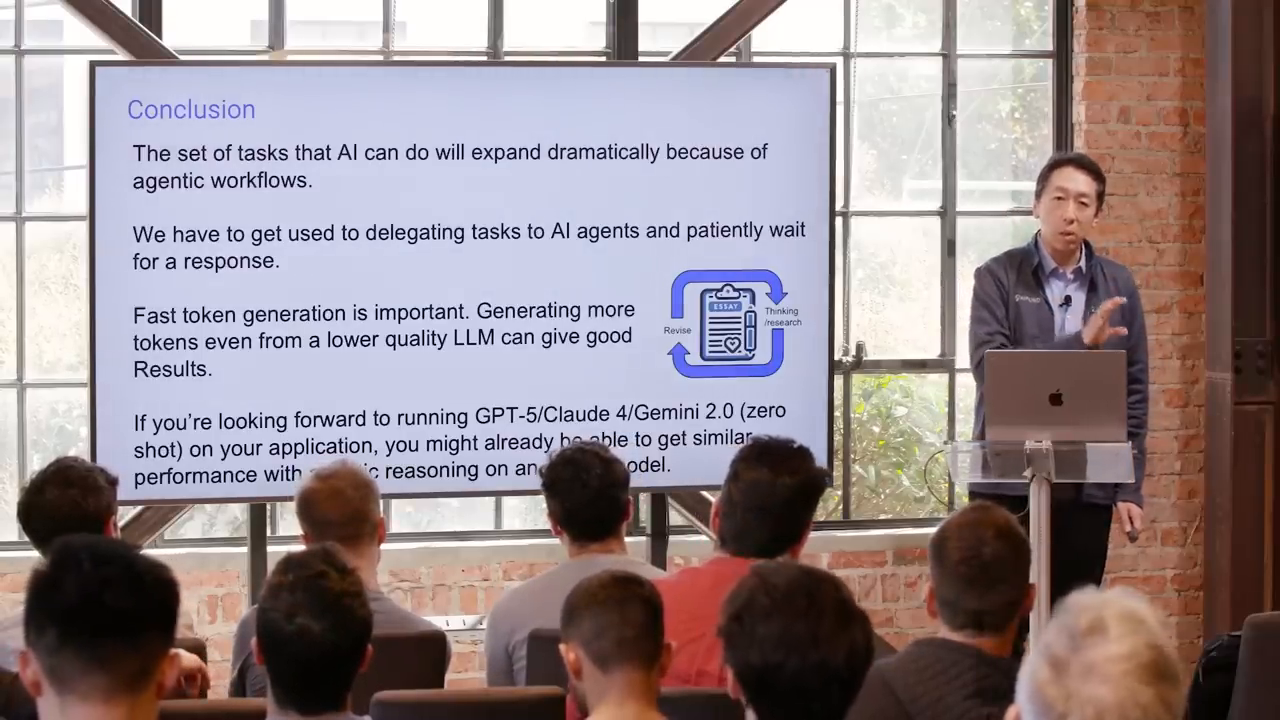 Conclusion
The set of tasks that AI can do will expand dramatically because of
agentic workflows.
We have to get used to delegating tasks to AI agents and patiently wait
for a response.
Fast token generation is important. Generating more
tokens even from a lower quality LLM can give good
Results.
ESSAY
Revise
Thinking
/research
If you're looking forward to running GPT-5/Claude 4/Gemini 2.0 (zero
shot) on your application, you might already be able to get similar
performance with reasoning on